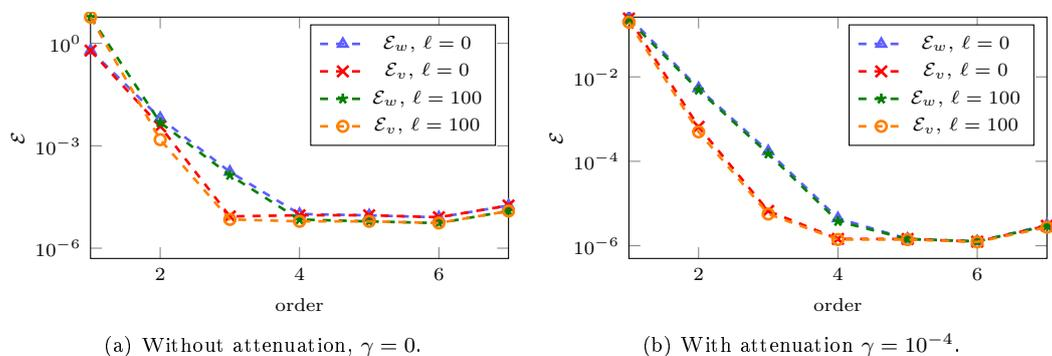 10^0
10^{-3}
10^{-6}
ℰ
2
4
6
order
ℰ_w, ℓ = 0
ℰ_v, ℓ = 0
ℰ_w, ℓ = 100
ℰ_v, ℓ = 100
(a) Without attenuation, γ = 0.
10^{-2}
10^{-4}
10^{-6}
ℰ
2
4
6
order
ℰ_w, ℓ = 0
ℰ_v, ℓ = 0
ℰ_w, ℓ = 100
ℰ_v, ℓ = 100
(b) With attenuation γ = 10^{-4}.